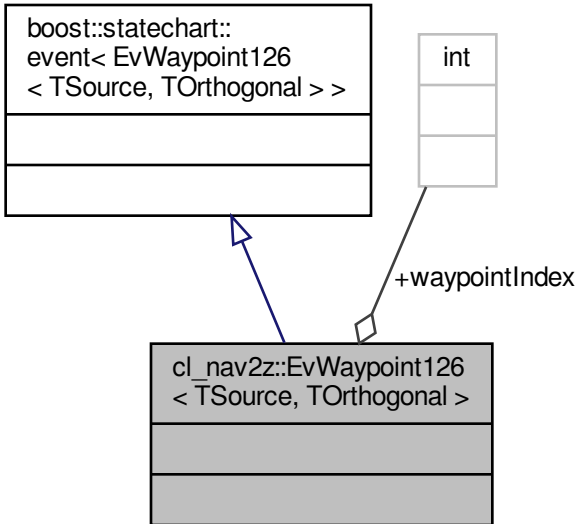 boost::statechart::
event< EvWaypoint126
< TSource, TOrthogonal > >
int
+waypointIndex
cl_nav2z::EvWaypoint126
< TSource, TOrthogonal >